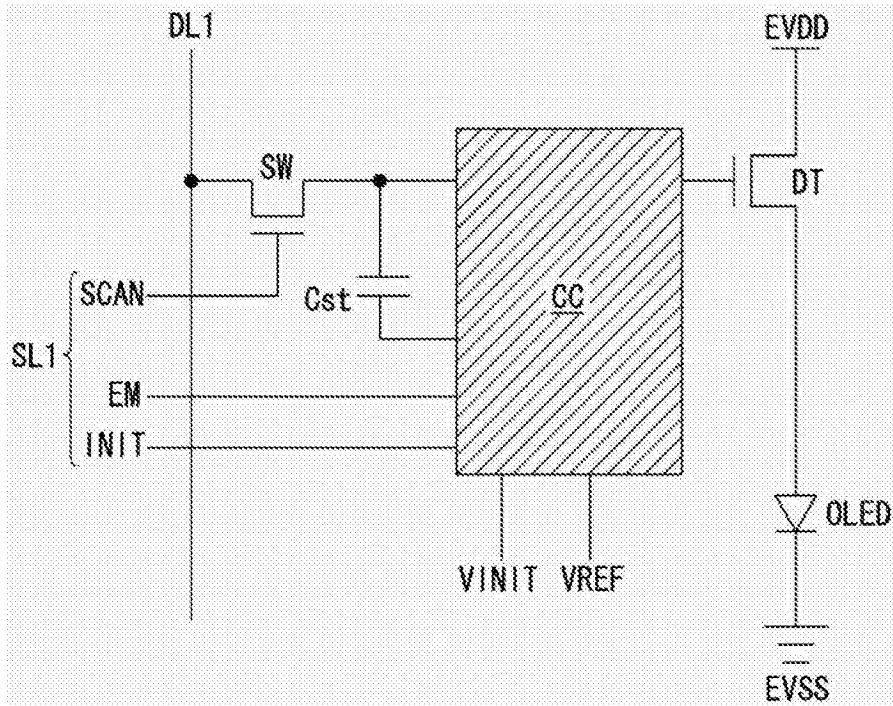 DL1
EVDD
SW
DT
SCAN
Cst
CC
SL1
EM
INIT
OLED
VINIT VREF
EVSS